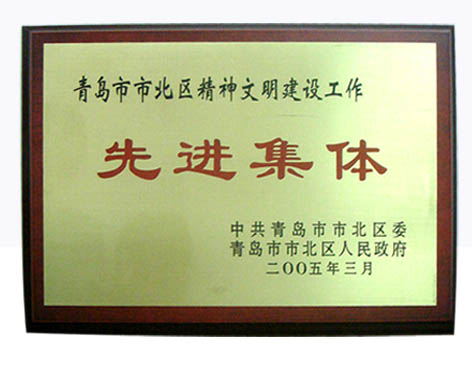 青岛市市北区精神文明建设工作
先进集体
中共青岛市市北区委
青岛市市北区人民政府
二〇〇五年三月